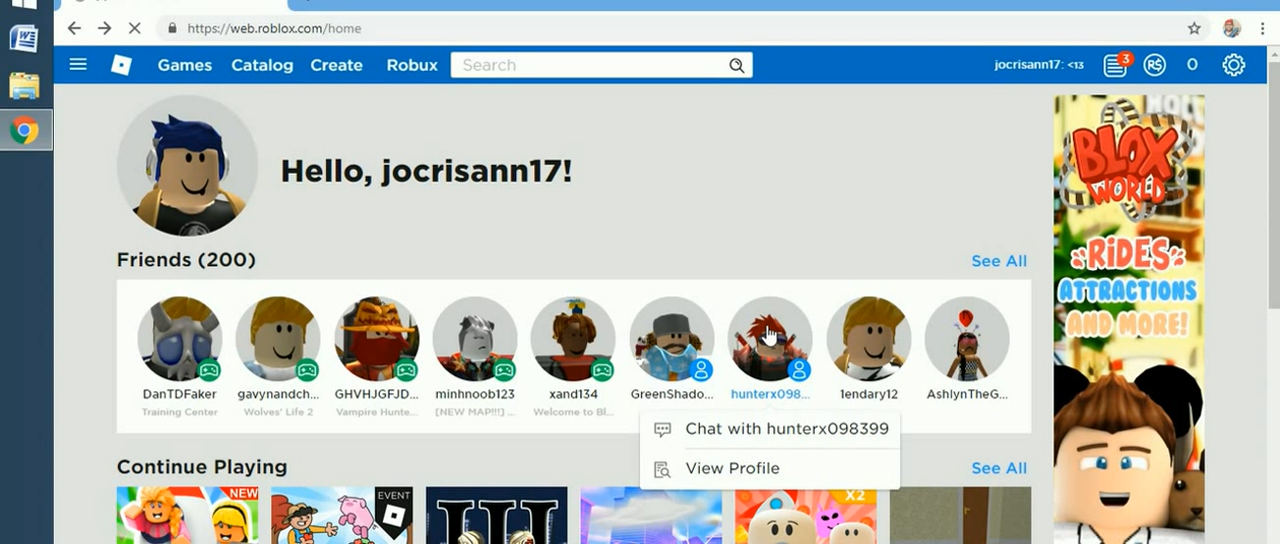 https://web.roblox.com/home
Games Catalog Create Robux Search jocrisann17: <13 3 R$ 0
Hello, jocrisann17!
Friends (200) See All
DanTDFaker gavynandch... GHVHJGFJD... minhnoob123 xand134 GreenShado... hunterx098... 1endary12 AshlynTheG...
Training Center Wolves' Life 2 Vampire Hunte... [NEW MAP!!!] ... Welcome to Bl...
Chat with hunterx098399
View Profile
Continue Playing See All
NEW EVENT X2
BLOX
WORLD
RIDES
ATTRACTIONS
AND MORE!